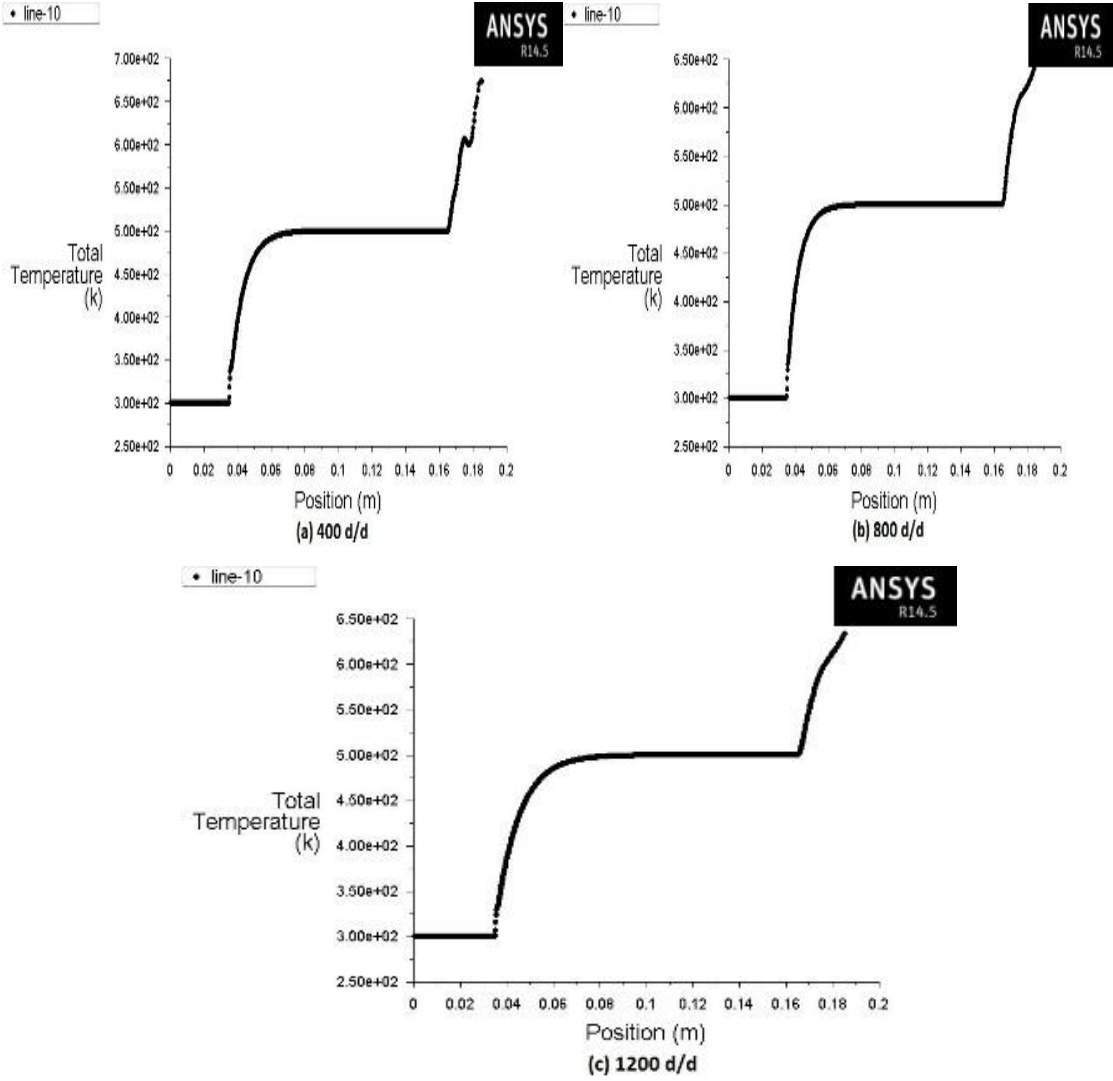 line-10
ANSYS
R14.5
7.00e+02
6.50e+02
6.00e+02
5.50e+02
5.00e+02
4.50e+02
4.00e+02
3.50e+02
3.00e+02
2.50e+02
Total
Temperature
(k)
0 0.02 0.04 0.06 0.08 0.1 0.12 0.14 0.16 0.18 0.2
Position (m)
(a) 400 d/d
line-10
ANSYS
R14.5
6.50e+02
6.00e+02
5.50e+02
5.00e+02
4.50e+02
4.00e+02
3.50e+02
3.00e+02
2.50e+02
Total
Temperature
(k)
0 0.02 0.04 0.06 0.08 0.1 0.12 0.14 0.16 0.18 0.2
Position (m)
(b) 800 d/d
line-10
ANSYS
R14.5
6.50e+02
6.00e+02
5.50e+02
5.00e+02
4.50e+02
4.00e+02
3.50e+02
3.00e+02
2.50e+02
Total
Temperature
(k)
0 0.02 0.04 0.06 0.08 0.1 0.12 0.14 0.16 0.18 0.2
Position (m)
(c) 1200 d/d